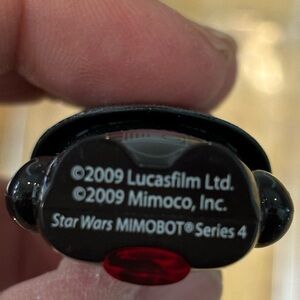 ©2009 Lucasfilm Ltd.
©2009 Mimoco, Inc.
Star Wars MIMOBOT® Series 4